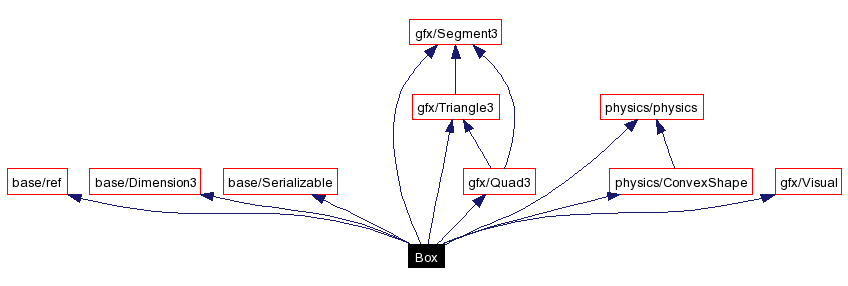 gfx/Segment3
gfx/Triangle3
physics/physics
base/ref
base/Dimension3
base/Serializable
gfx/Quad3
physics/ConvexShape
gfx/Visual
Box